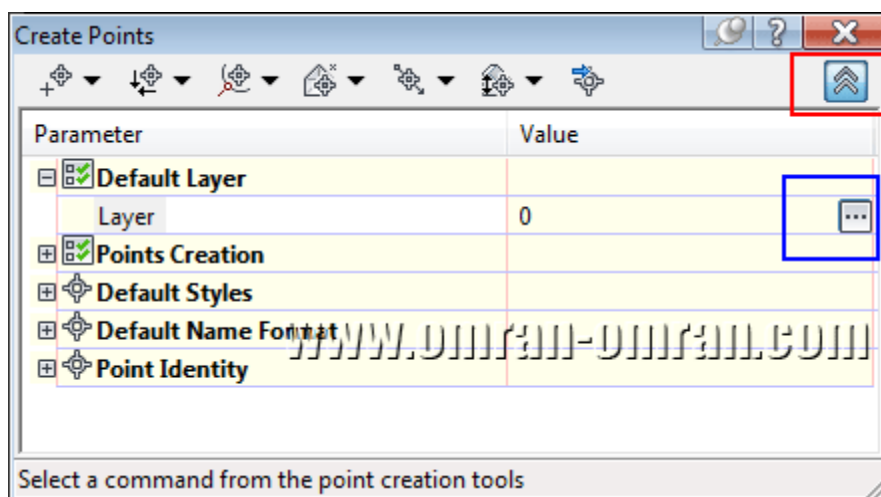 Create Points
Parameter Value
Default Layer
Layer 0
Points Creation
Default Styles
Default Name Format
www.omran-omran.com
Point Identity
Select a command from the point creation tools